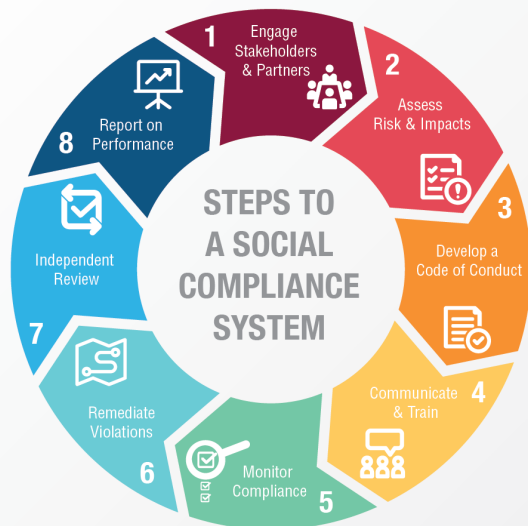 STEPS TO
A SOCIAL
COMPLIANCE
SYSTEM
1
Engage
Stakeholders
& Partners
2
Assess
Risk & Impacts
3
Develop a
Code of Conduct
4
Communicate
& Train
5
Monitor
Compliance
6
Remediate
Violations
7
Independent
Review
8
Report on
Performance